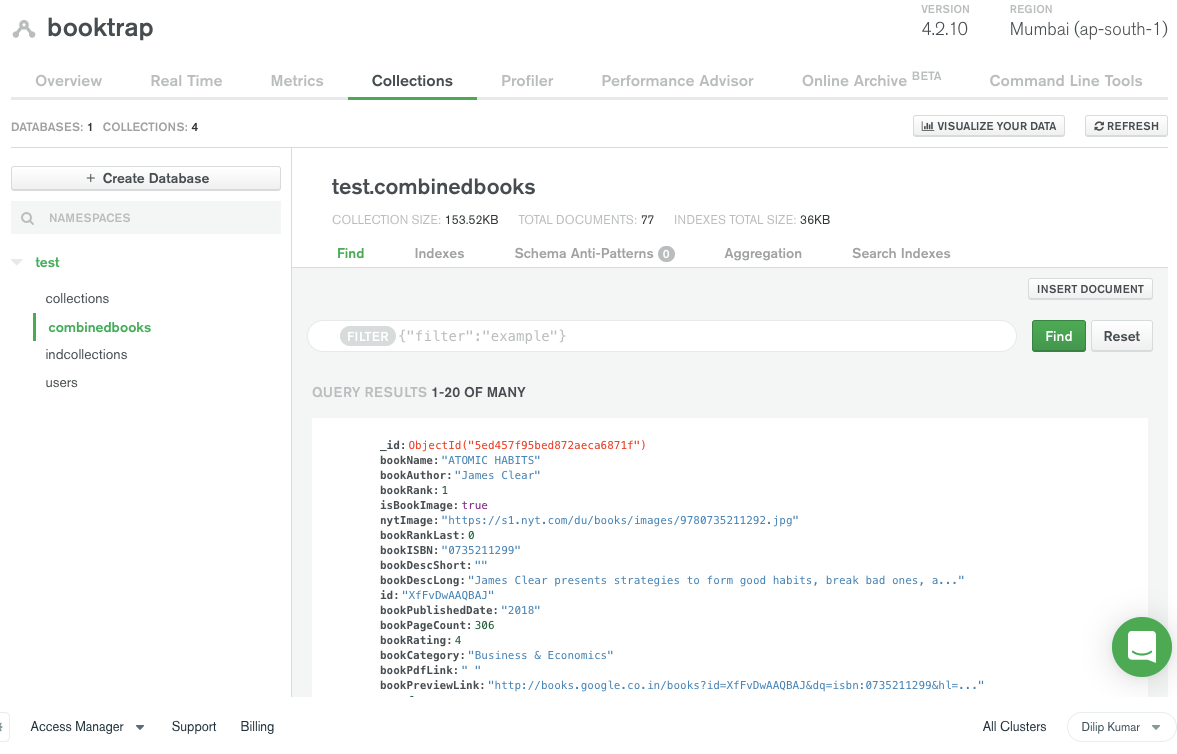 booktrap
VERSION
4.2.10
REGION
Mumbai (ap-south-1)
Overview Real Time Metrics Collections Profiler Performance Advisor Online Archive BETA Command Line Tools
DATABASES: 1 COLLECTIONS: 4
VISUALIZE YOUR DATA REFRESH
+ Create Database
NAMESPACES
test
collections
combinedbooks
indcollections
users
test.combinedbooks
COLLECTION SIZE: 153.52KB TOTAL DOCUMENTS: 77 INDEXES TOTAL SIZE: 36KB
Find Indexes Schema Anti-Patterns 0 Aggregation Search Indexes
INSERT DOCUMENT
FILTER {"filter":"example"}
Find Reset
QUERY RESULTS 1-20 OF MANY
_id:ObjectId("5ed457f95bed872aeca6871f")
bookName:"ATOMIC HABITS"
bookAuthor:"James Clear"
bookRank:1
isBookImage:true
nytImage:"https://s1.nyt.com/du/books/images/9780735211292.jpg"
bookRankLast:0
bookISBN:"0735211299"
bookDescShort:""
bookDescLong:"James Clear presents strategies to form good habits, break bad ones, a..."
id:"XfFvDwAAQBAJ"
bookPublishedDate:"2018"
bookPageCount:306
bookRating:4
bookCategory:"Business & Economics"
bookPdfLink:" "
bookPreviewLink:"http://books.google.co.in/books?id=XfFvDwAAQBAJ&dq=isbn:0735211299&hl=..."
Access Manager Support Billing
All Clusters Dilip Kumar